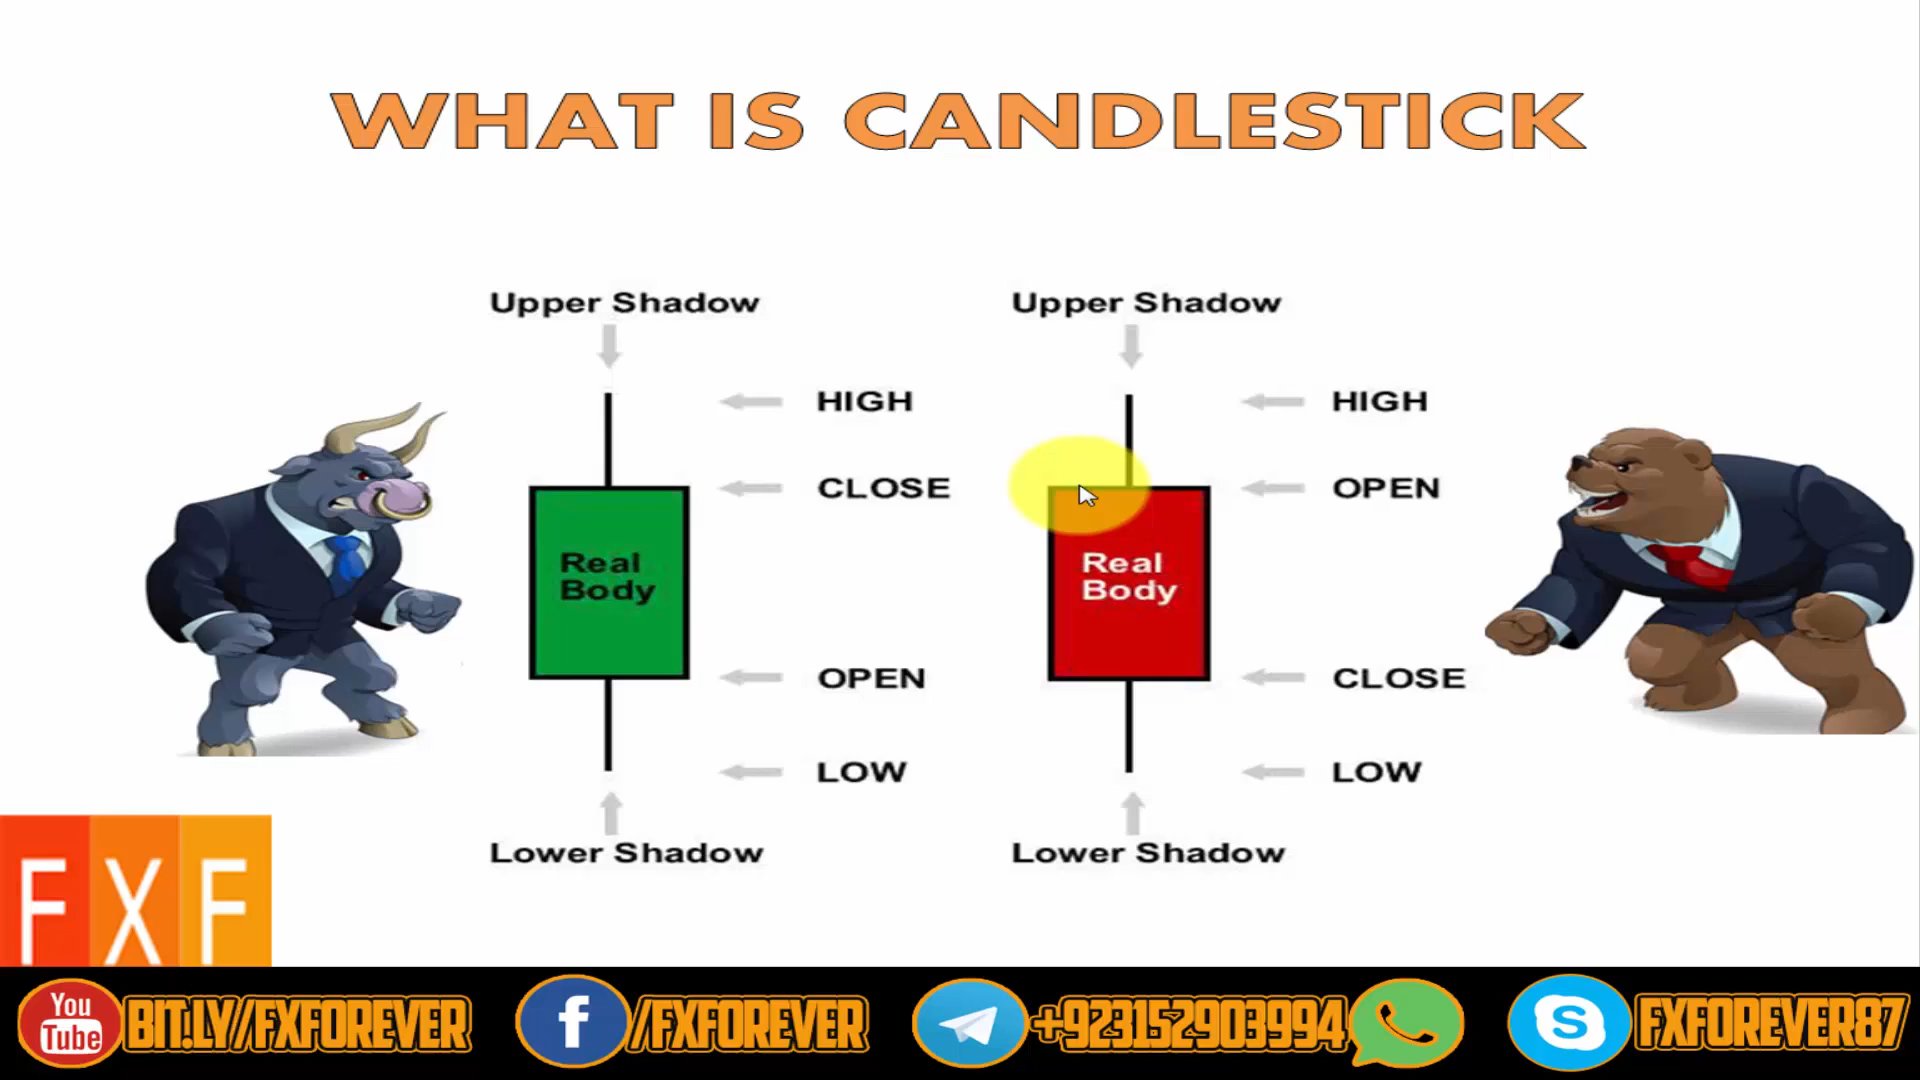 WHAT IS CANDLESTICK
Upper Shadow
HIGH
CLOSE
Real
Body
OPEN
LOW
Lower Shadow
Upper Shadow
HIGH
OPEN
Real
Body
CLOSE
LOW
Lower Shadow
FXF
You
Tube
BIT.LY/FXFOREVER
f
/FXFOREVER
+923152903994
S
FXFOREVER87